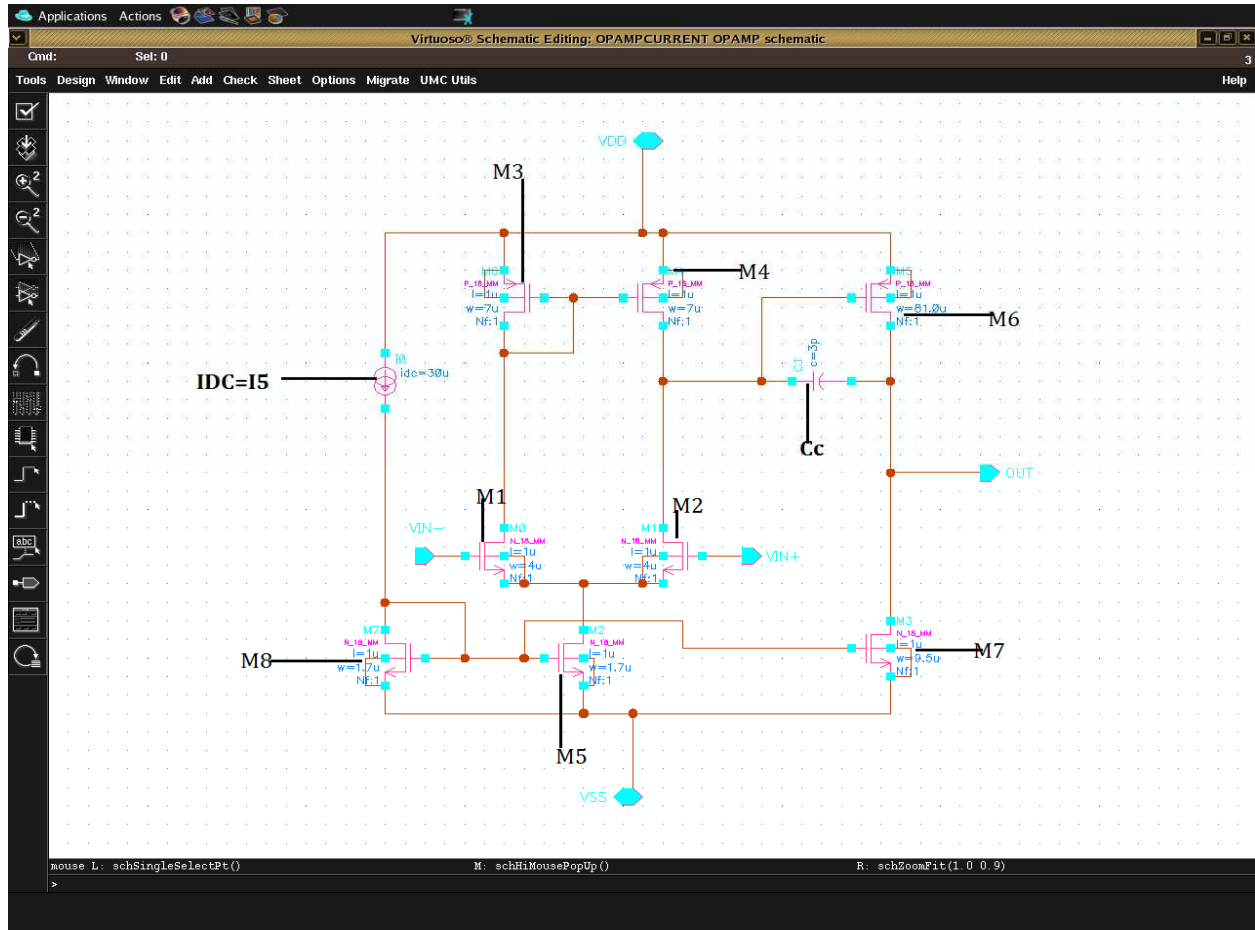 Applications Actions
Virtuoso® Schematic Editing: OPAMPCURRENT OPAMP schematic
Cmd: Sel: 0
3
Tools Design Window Edit Add Check Sheet Options Migrate UMC Utils Help
VDD
M3
M4
M5
P_18_MM
l=1u
w=7u
Nf:1
P_18_MM
l=1u
w=7u
Nf:1
P_18_MM
w=81.0u
Nf:1
M6
I0
idc=30u
IDC=I5
C1
c=3p
Cc
OUT
M1
M2
VIN-
M0
N_18_MM
l=1u
w=4u
Nf:1
M1
N_18_MM
l=1u
w=4u
Nf:1
VIN+
M7
N_18_MM
l=1u
w=1.7u
Nf:1
M8
M2
N_18_MM
l=1u
w=1.7u
Nf:1
M5
M3
N_18_MM
l=1u
w=9.5u
Nf:1
M7
VSS
abc
mouse L: schSingleSelectPt() M: schHiMousePopUp() R: schZoomFit(1.0 0.9)
>